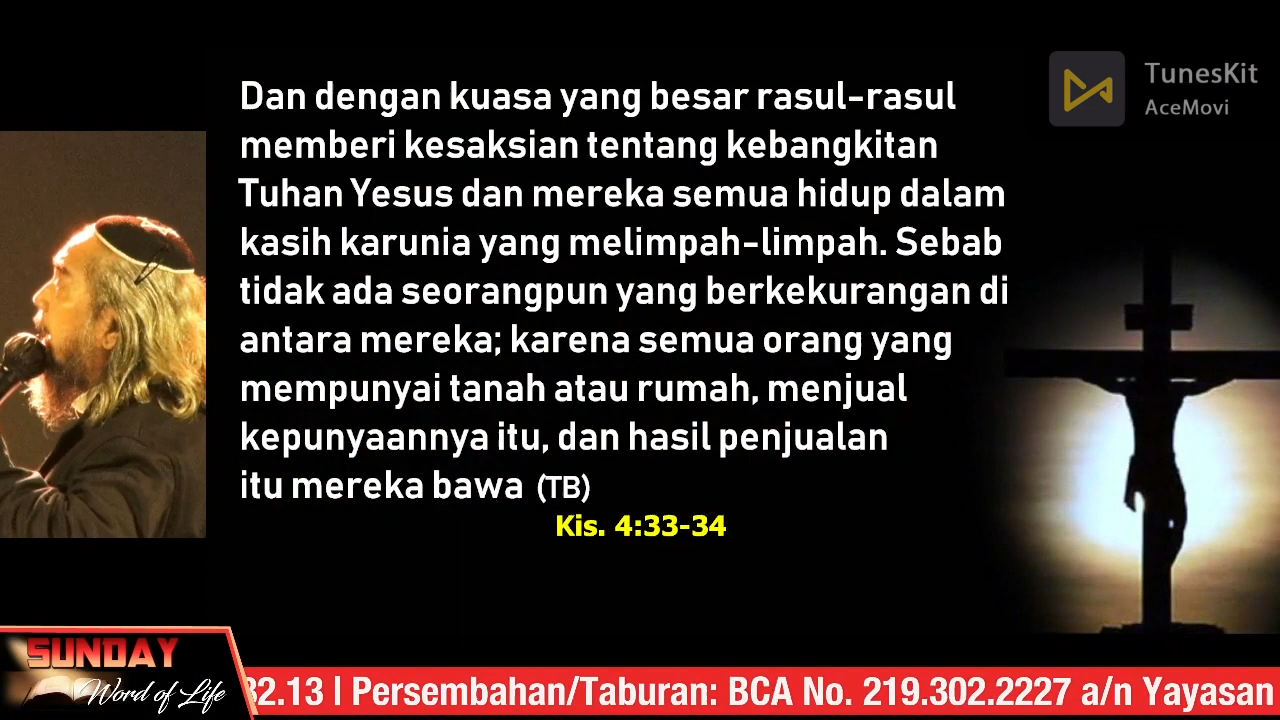 TunesKit
AceMovi
Dan dengan kuasa yang besar rasul-rasul
memberi kesaksian tentang kebangkitan
Tuhan Yesus dan mereka semua hidup dalam
kasih karunia yang melimpah-limpah. Sebab
tidak ada seorangpun yang berkekurangan di
antara mereka; karena semua orang yang
mempunyai tanah atau rumah, menjual
kepunyaannya itu, dan hasil penjualan
itu mereka bawa (TB)
Kis. 4:33-34
SUNDAY
Word of Life
32.13 | Persembahan/Taburan: BCA No. 219.302.2227 a/n Yayasan